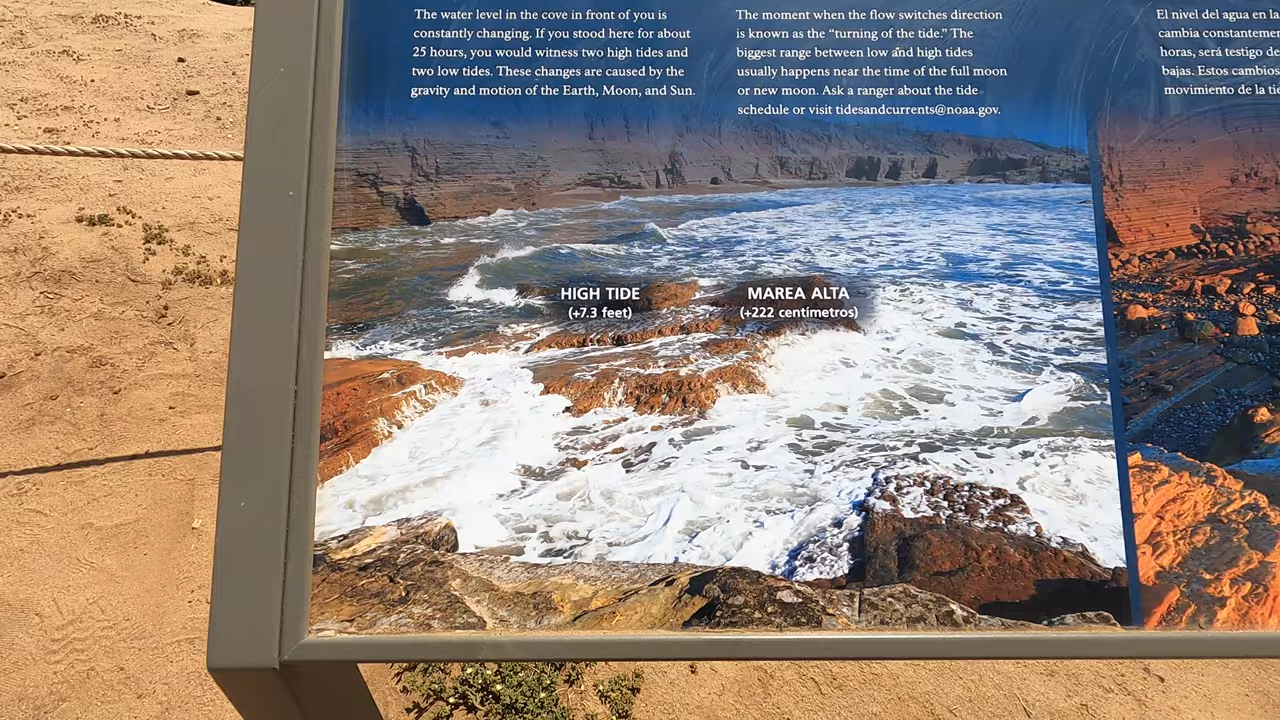 The water level in the cove in front of you is
constantly changing. If you stood here for about
25 hours, you would witness two high tides and
two low tides. These changes are caused by the
gravity and motion of the Earth, Moon, and Sun.
The moment when the flow switches direction
is known as the “turning of the tide.” The
biggest range between low and high tides
usually happens near the time of the full moon
or new moon. Ask a ranger about the tide
schedule or visit tidesandcurrents@noaa.gov.
El nivel del agua en la
cambia constantemen
horas, será testigo de
bajas. Estos cambios
movimiento de la tie
HIGH TIDE
(+7.3 feet)
MAREA ALTA
(+222 centímetros)